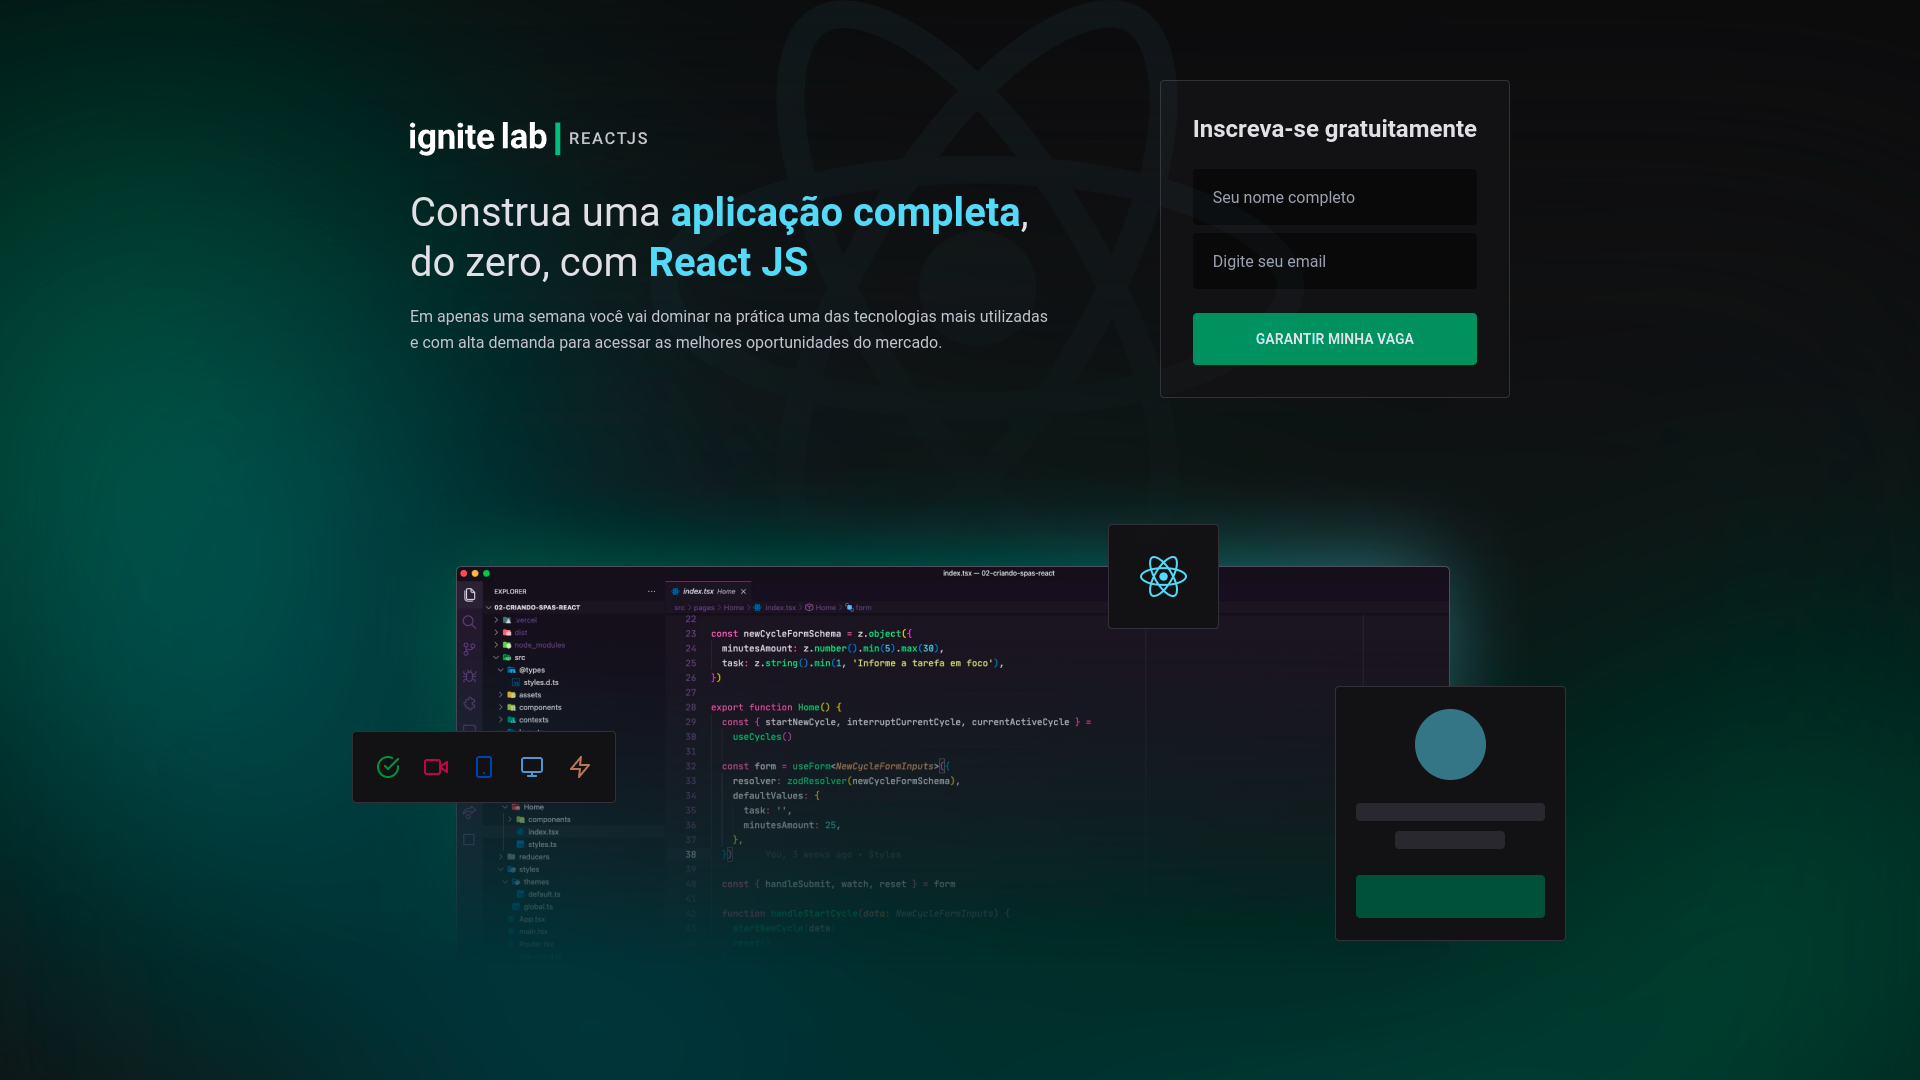 ignite lab | REACTJS
Construa uma aplicação completa,
do zero, com React JS
Em apenas uma semana você vai dominar na prática uma das tecnologias mais utilizadas
e com alta demanda para acessar as melhores oportunidades do mercado.
Inscreva-se gratuitamente
Seu nome completo
Digite seu email
GARANTIR MINHA VAGA
index.tsx — 02-criando-spas-react
EXPLORER ...
02-CRIANDO-SPAS-REACT
.vercel
dist
node_modules
src
@types
styles.d.ts
assets
components
contexts
Home
components
index.tsx
styles.ts
reducers
styles
themes
default.ts
global.ts
App.tsx
main.tsx
Router.tsx
index.tsx Home ×
src > pages > Home > index.tsx > Home > form
22
23 const newCycleFormSchema = z.object({
24 minutesAmount: z.number().min(5).max(30),
25 task: z.string().min(1, 'Informe a tarefa em foco'),
26 })
27
28 export function Home() {
29 const { startNewCycle, interruptCurrentCycle, currentActiveCycle } =
30 useCycles()
31
32 const form = useForm<NewCycleFormInputs>({
33 resolver: zodResolver(newCycleFormSchema),
34 defaultValues: {
35 task: '',
36 minutesAmount: 25,
37 },
38 }) You, 3 weeks ago • Styles
39
40 const { handleSubmit, watch, reset } = form
41
42 function handleStartCycle(data: NewCycleFormInputs) {
43 startNewCycle(data)
reset()